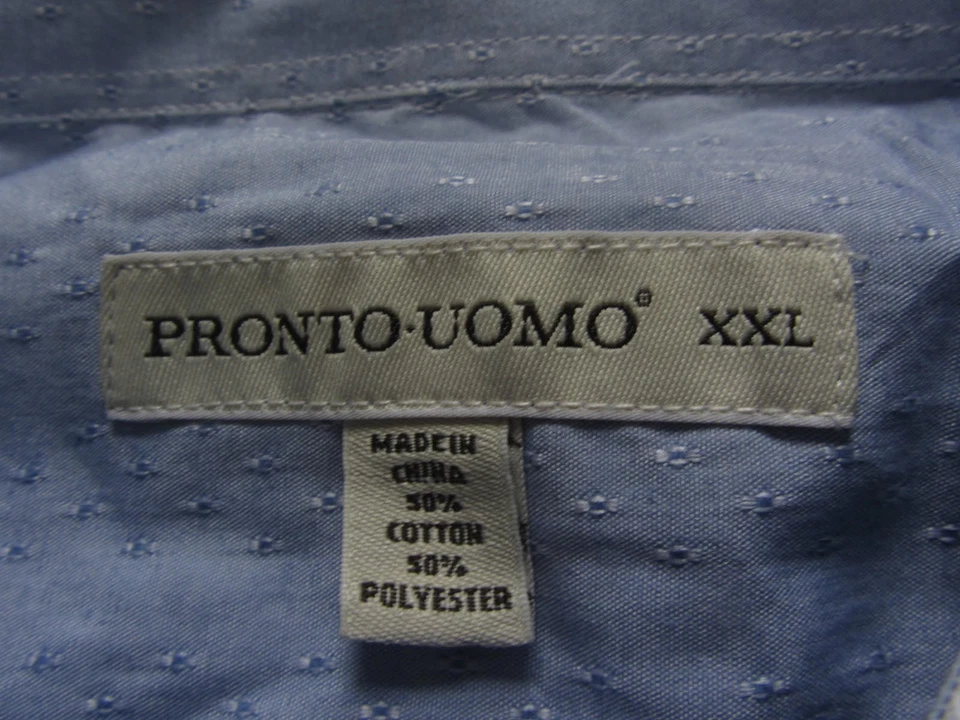 PRONTO·UOMO® XXL
MADE IN
CHINA
50%
COTTON
50%
POLYESTER